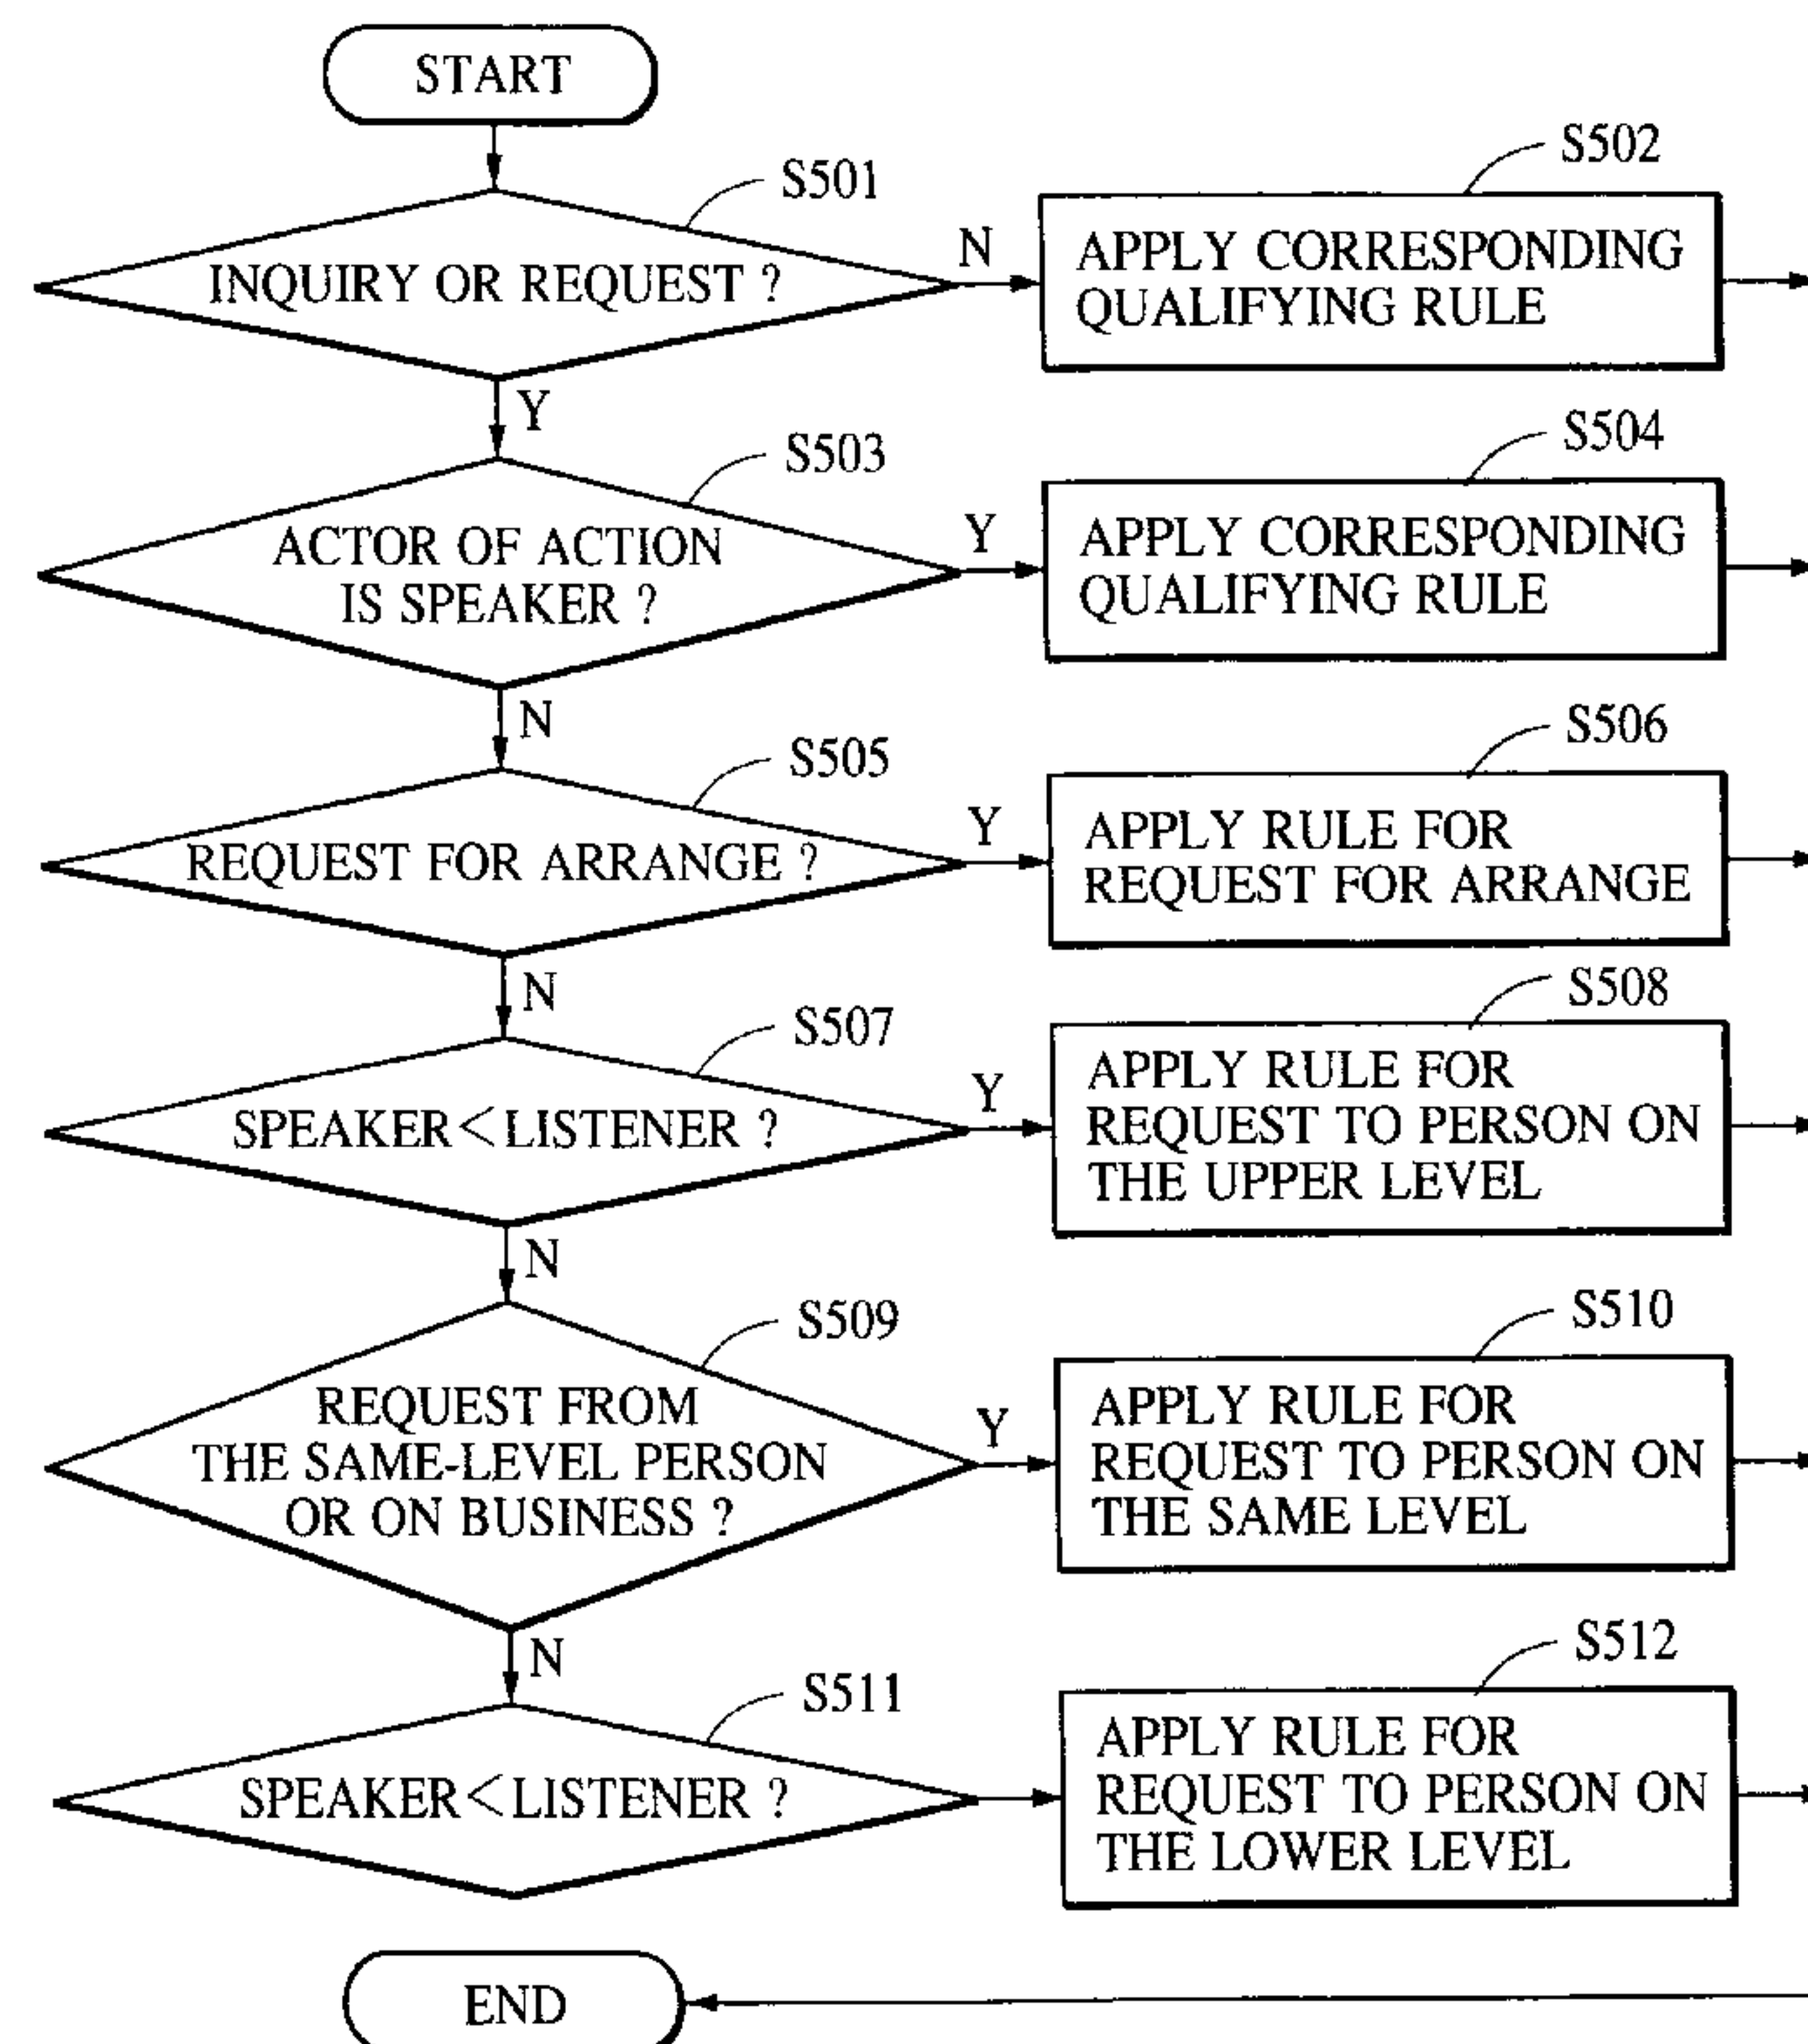 START
S501
INQUIRY OR REQUEST ?
N
S502
APPLY CORRESPONDING
QUALIFYING RULE
Y
S503
ACTOR OF ACTION
IS SPEAKER ?
Y
S504
APPLY CORRESPONDING
QUALIFYING RULE
N
S505
REQUEST FOR ARRANGE ?
Y
S506
APPLY RULE FOR
REQUEST FOR ARRANGE
N
S507
SPEAKER<LISTENER ?
Y
S508
APPLY RULE FOR
REQUEST TO PERSON ON
THE UPPER LEVEL
N
S509
REQUEST FROM
THE SAME-LEVEL PERSON
OR ON BUSINESS ?
Y
S510
APPLY RULE FOR
REQUEST TO PERSON ON
THE SAME LEVEL
N
S511
SPEAKER<LISTENER ?
S512
APPLY RULE FOR
REQUEST TO PERSON ON
THE LOWER LEVEL
END